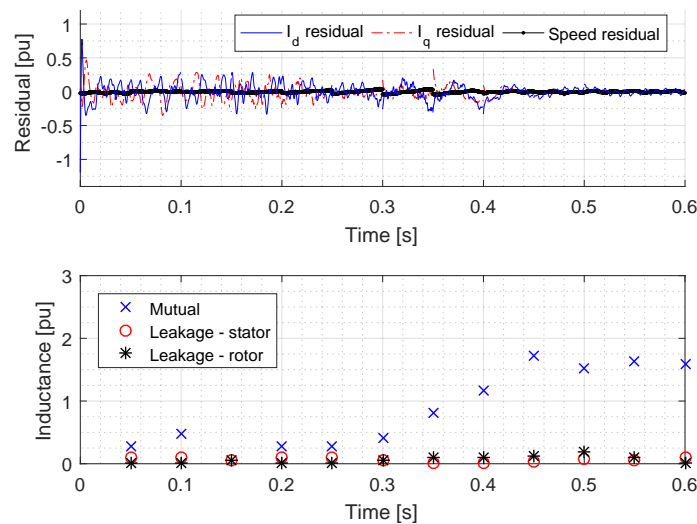 I_d residual I_q residual Speed residual
Residual [pu]
1
0.5
0
-0.5
-1
0 0.1 0.2 0.3 0.4 0.5 0.6
Time [s]
Mutual
Leakage - stator
Leakage - rotor
Inductance [pu]
3
2
1
0
0 0.1 0.2 0.3 0.4 0.5 0.6
Time [s]